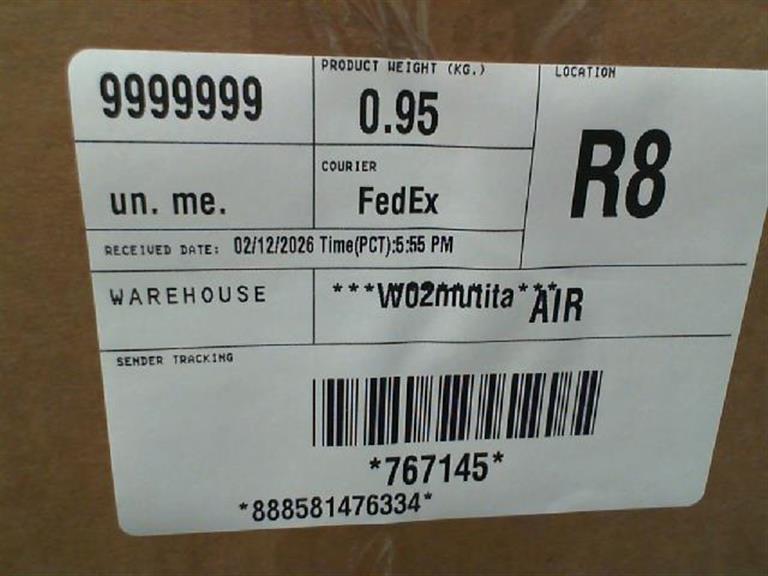 9999999
PRODUCT WEIGHT (KG.)
0.95
LOCATION
R8
un. me.
COURIER
FedEx
RECEIVED DATE: 02/12/2026 Time(PCT):5:55 PM
WAREHOUSE
AIR
SENDER TRACKING
*767145*
*888581476334*